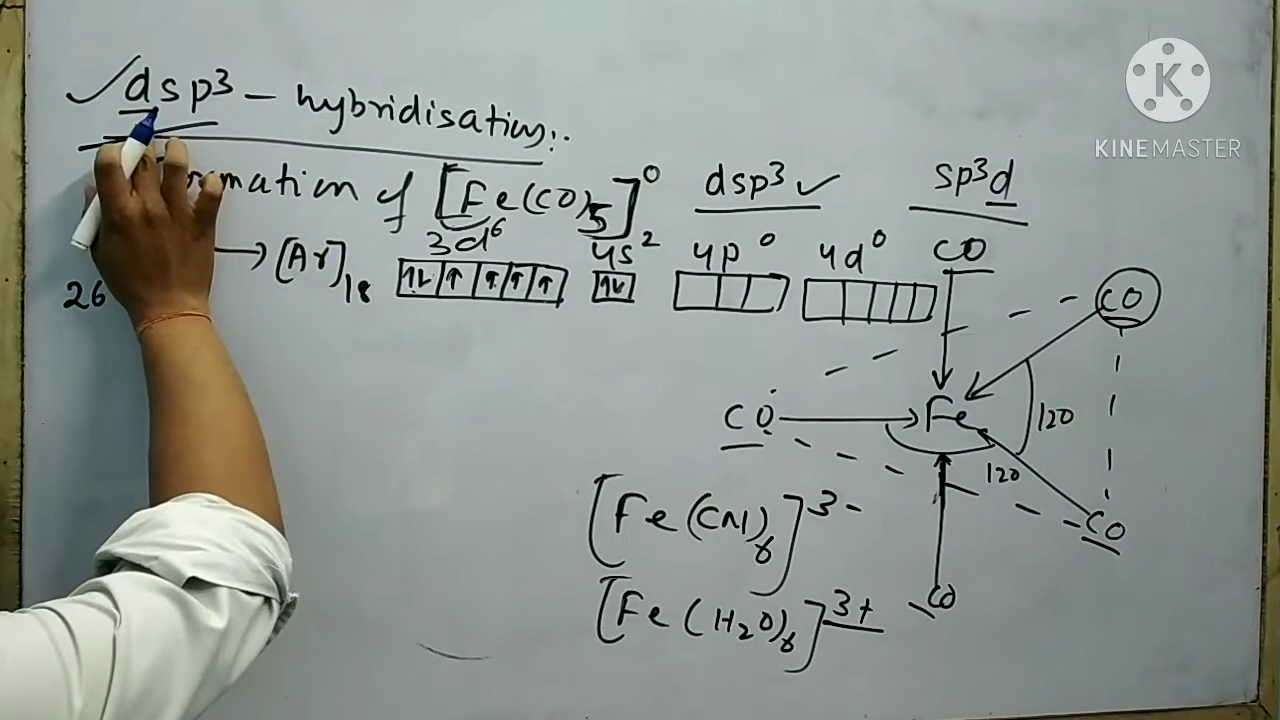 ✓dsp³ - hybridisation:.
rmation of [Fe(CO)5]⁰ dsp³ ✓ sp³d
26 → [Ar]18 3d⁶ 4s² 4p⁰ 4d⁰
CO
CO
CO → Fe
120
120
CO
CO
[Fe(CN)6]³⁻
[Fe(H2O)6]³⁺
K
KINEMASTER